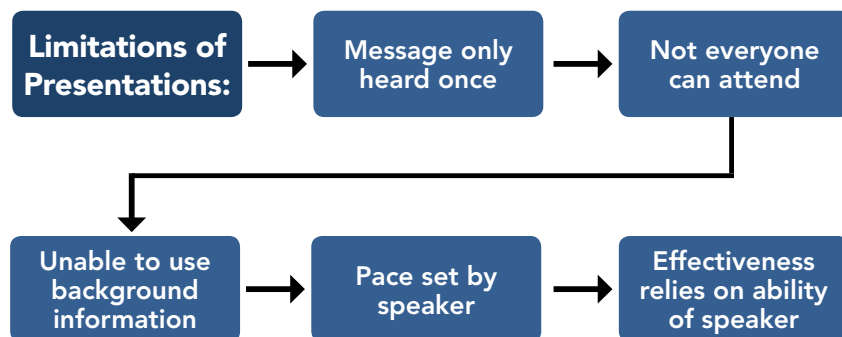 Limitations of
Presentations:
Message only
heard once
Not everyone
can attend
Unable to use
background
information
Pace set by
speaker
Effectiveness
relies on ability
of speaker